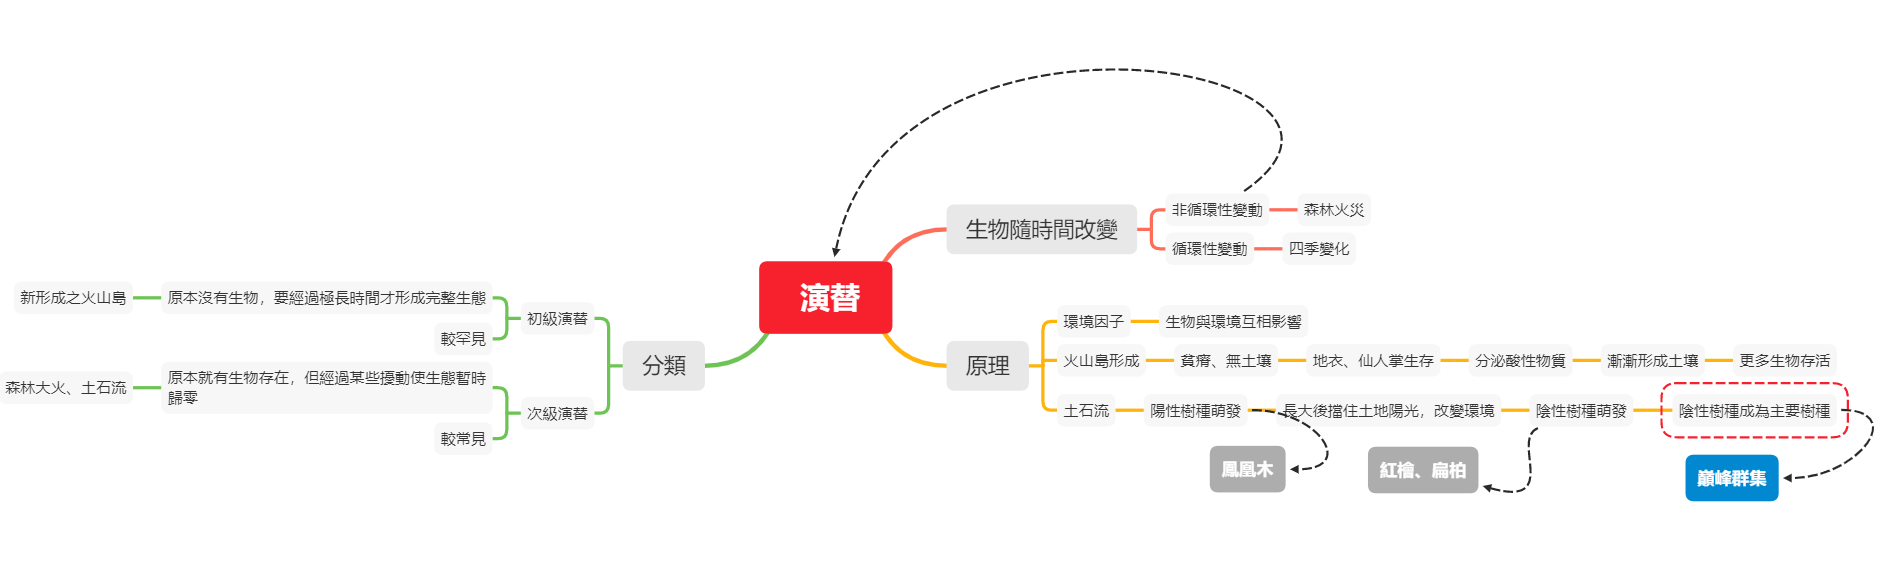 演替
生物隨時間改變
非循環性變動
森林火災
循環性變動
四季變化
原理
環境因子
生物與環境互相影響
火山島形成
貧瘠、無土壤
地衣、仙人掌生存
分泌酸性物質
漸漸形成土壤
更多生物存活
土石流
陽性樹種萌發
長大後擋住土地陽光，改變環境
陰性樹種萌發
陰性樹種成為主要樹種
鳳凰木
紅檜、扁柏
巔峰群集
分類
初級演替
原本沒有生物，要經過極長時間才形成完整生態
新形成之火山島
較罕見
次級演替
原本就有生物存在，但經過某些擾動使生態暫時
歸零
森林大火、土石流
較常見